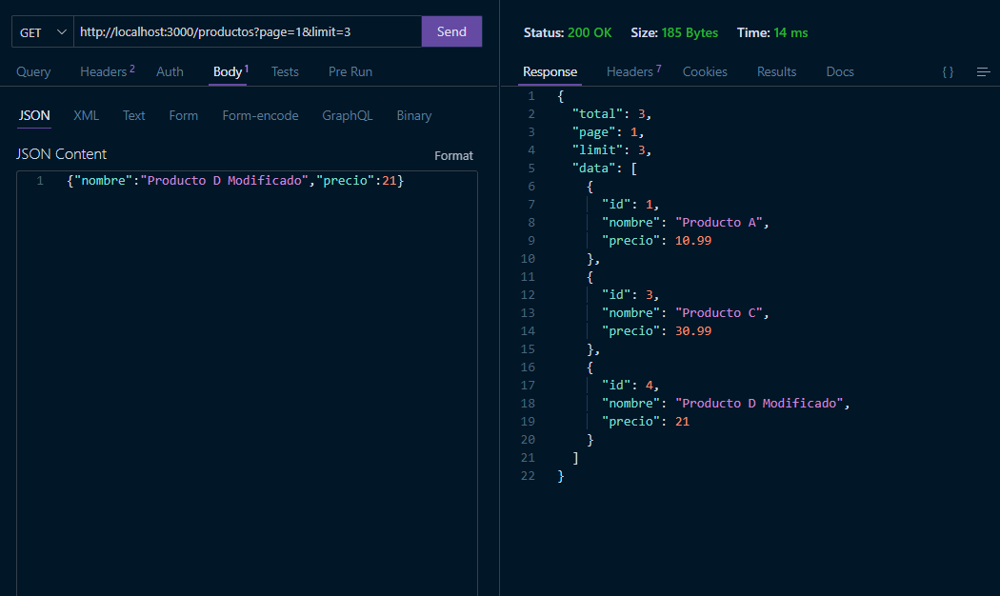 GET http://localhost:3000/productos?page=1&limit=3 Send
Query Headers 2 Auth Body 1 Tests Pre Run
JSON XML Text Form Form-encode GraphQL Binary
JSON Content Format
1 {"nombre":"Producto D Modificado","precio":21}
Status: 200 OK Size: 185 Bytes Time: 14 ms
Response Headers 7 Cookies Results Docs {}
1 {
2 "total": 3,
3 "page": 1,
4 "limit": 3,
5 "data": [
6 {
7 "id": 1,
8 "nombre": "Producto A",
9 "precio": 10.99
10 },
11 {
12 "id": 3,
13 "nombre": "Producto C",
14 "precio": 30.99
15 },
16 {
17 "id": 4,
18 "nombre": "Producto D Modificado",
19 "precio": 21
20 }
21 ]
22 }